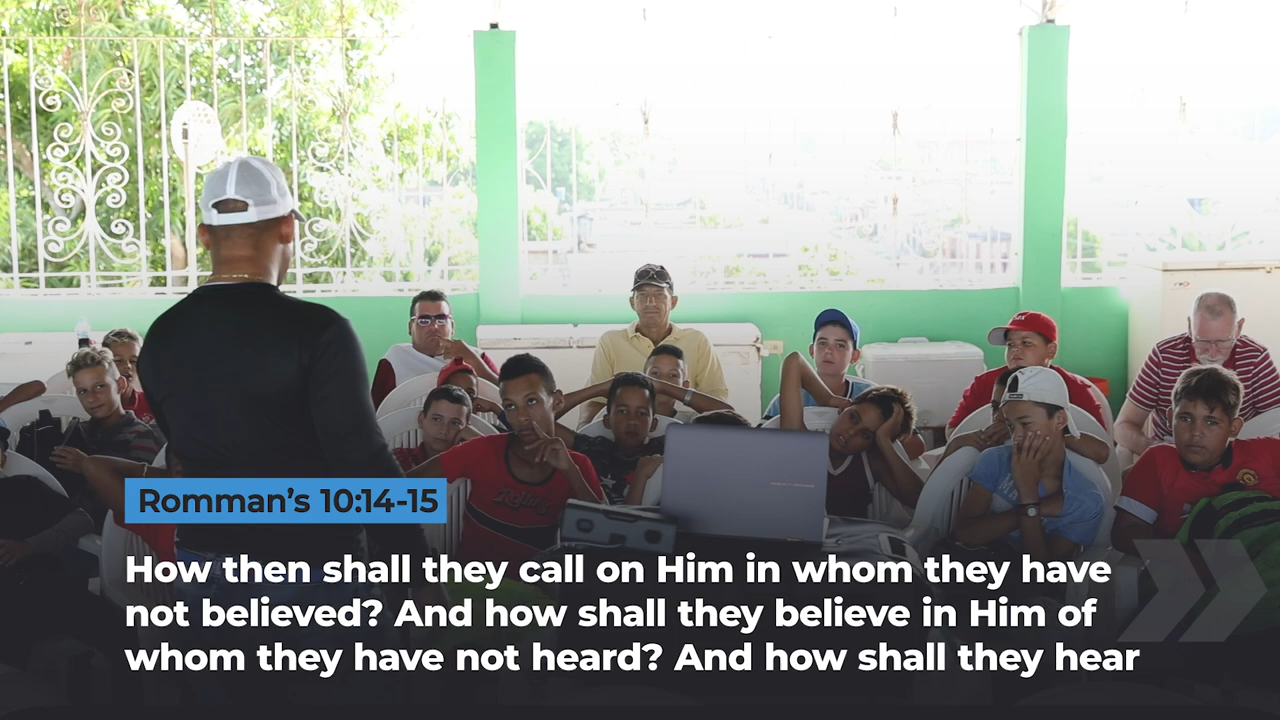 Romman’s 10:14-15
How then shall they call on Him in whom they have
not believed? And how shall they believe in Him of
whom they have not heard? And how shall they hear